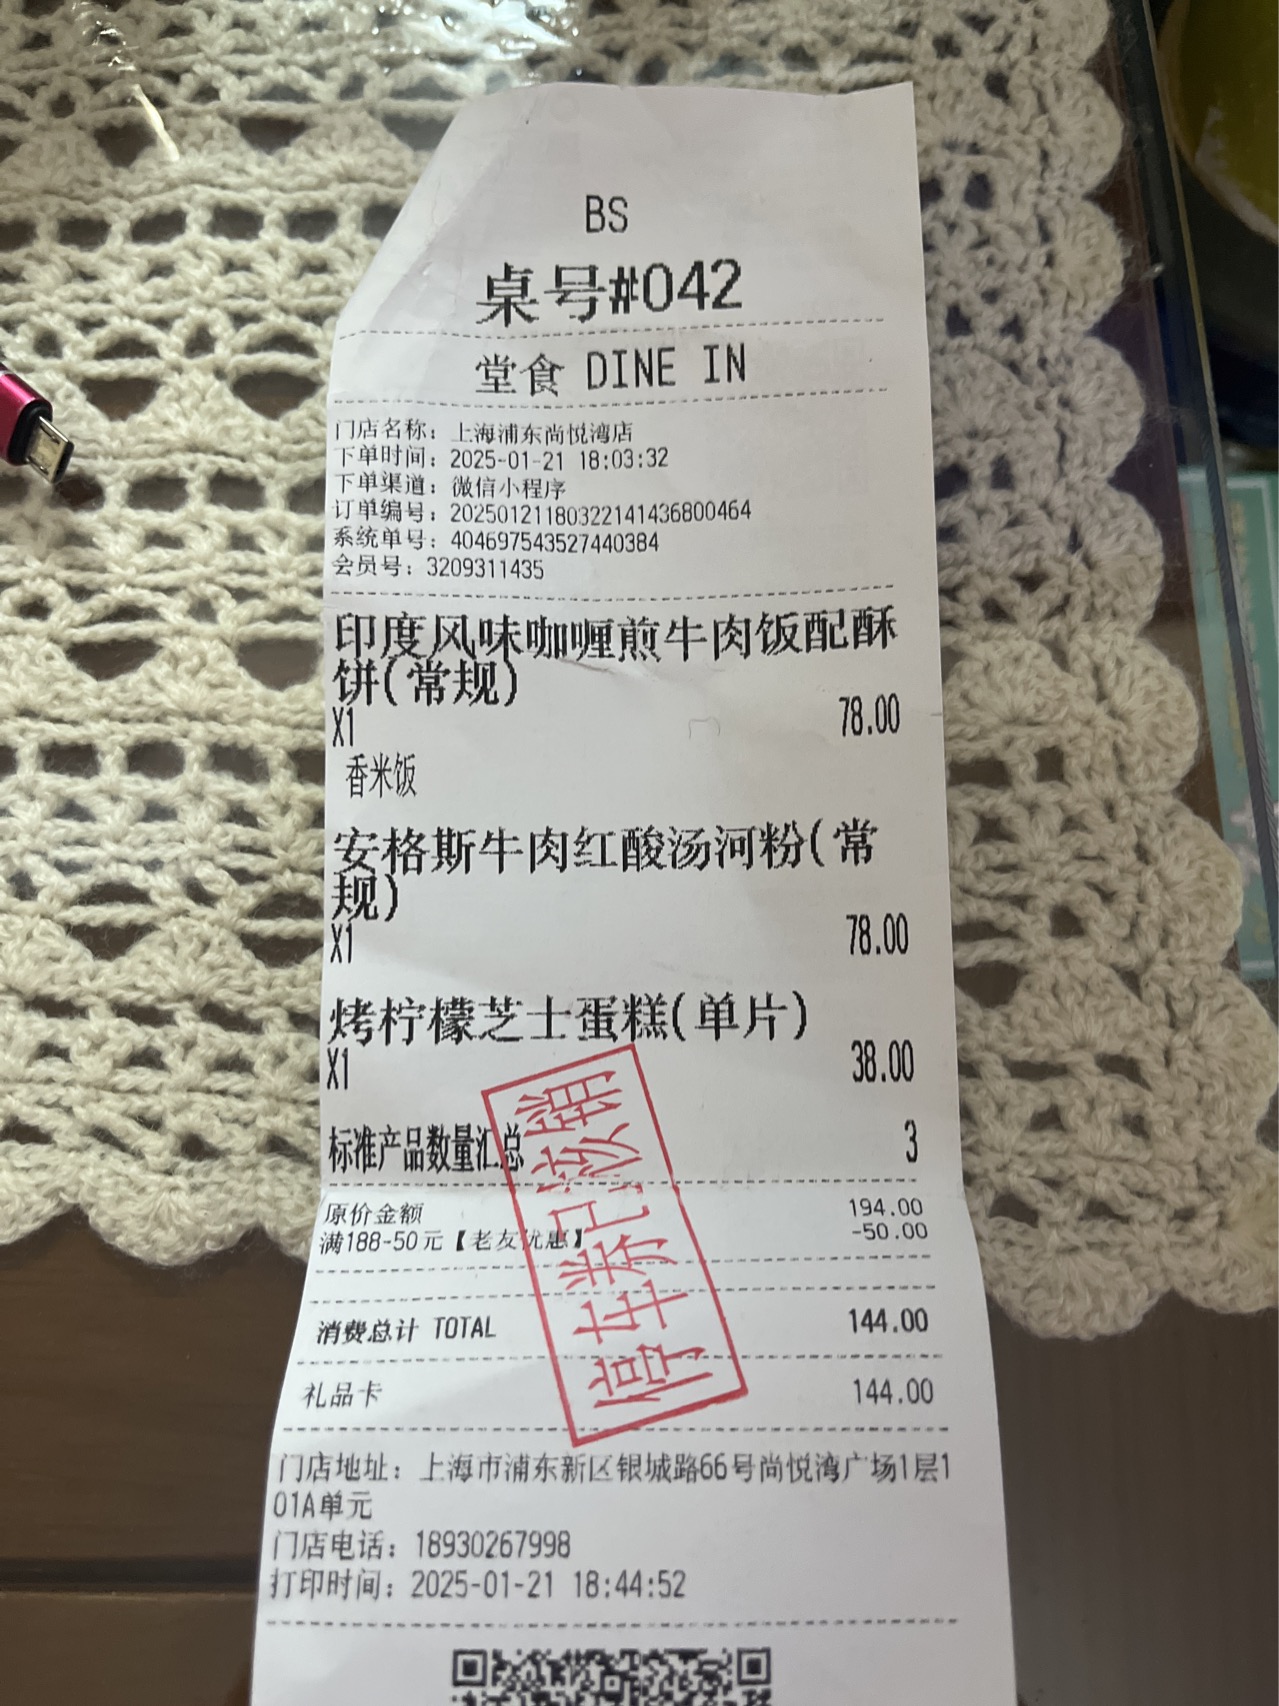 BS
桌号#042
堂食 DINE IN
门店名称：上海浦东尚悦湾店
下单时间：2025-01-21 18:03:32
下单渠道：微信小程序
订单编号：20250121180322141436800464
系统单号：404697543527440384
会员号：3209311435
印度风味咖喱煎牛肉饭配酥
饼(常规)
X1 78.00
香米饭
安格斯牛肉红酸汤河粉(常
规)
X1 78.00
烤柠檬芝士蛋糕(单片)
X1 38.00
标准产品数量汇总 3
原价金额 194.00
满188-50元【老友优惠】 -50.00
消费总计 TOTAL 144.00
礼品卡 144.00
停车券已核销
门店地址：上海市浦东新区银城路66号尚悦湾广场1层1
01A单元
门店电话：18930267998
打印时间：2025-01-21 18:44:52